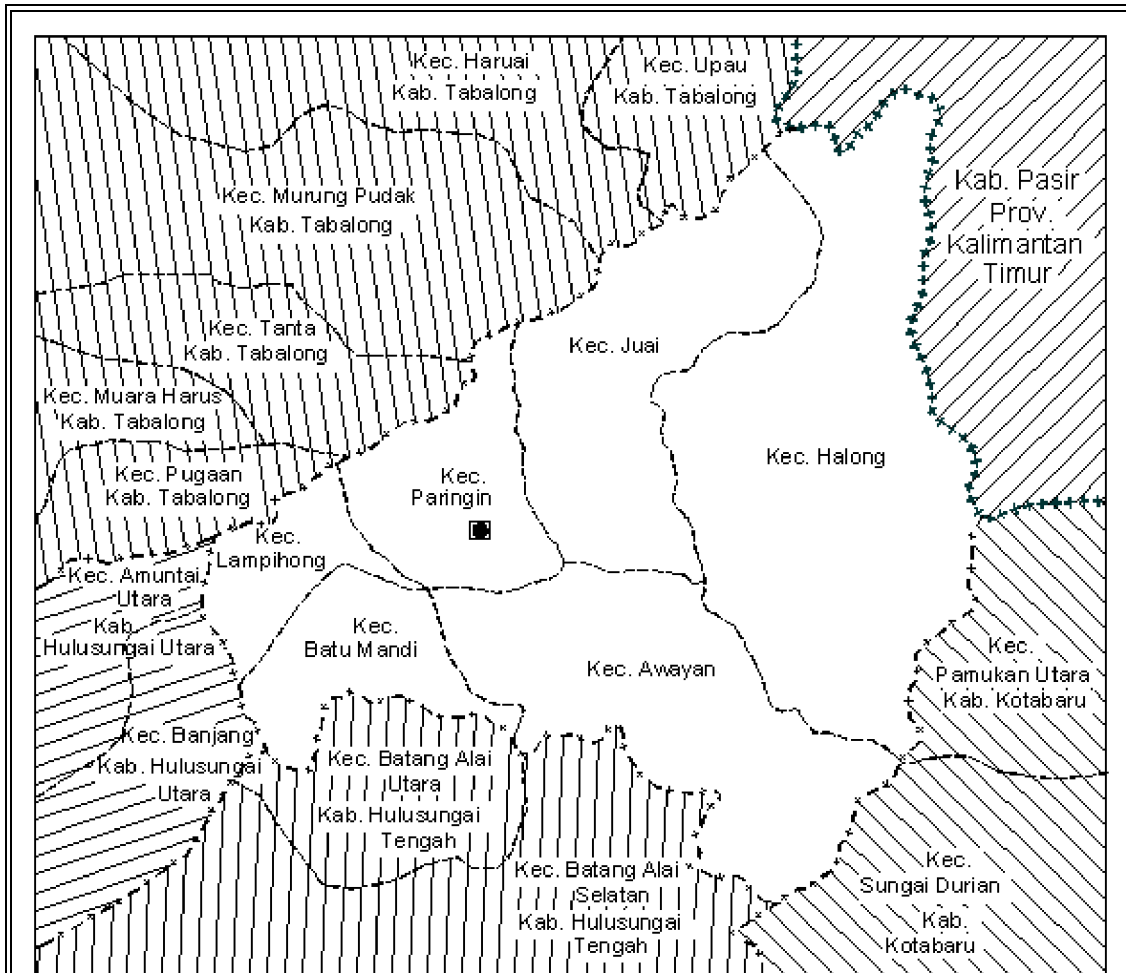 Kec. Haruai
Kab. Tabalong
Kec. Upau
Kab. Tabalong
Kec. Murung Pudak
Kab. Tabalong
Kab. Pasir
Prov.
Kalimantan
Timur
Kec. Tanta
Kab. Tabalong
Kec. Juai
Kec. Muara Harus
Kab. Tabalong
Kec. Pugaan
Kab. Tabalong
Kec.
Paringin
Kec. Halong
Kec.
Lampihong
Kec. Amuntai
Utara
Kab.
Hulusungai Utara
Kec.
Batu Mandi
Kec. Awayan
Kec.
Pamukan Utara
Kab. Kotabaru
Kec. Banjang
Kab. Hulusungai
Utara
Kec. Batang Alai
Utara
Kab. Hulusungai
Tengah
Kec. Batang Alai
Selatan
Kab. Hulusungai
Tengah
Kec.
Sungai Durian
Kab.
Kotabaru